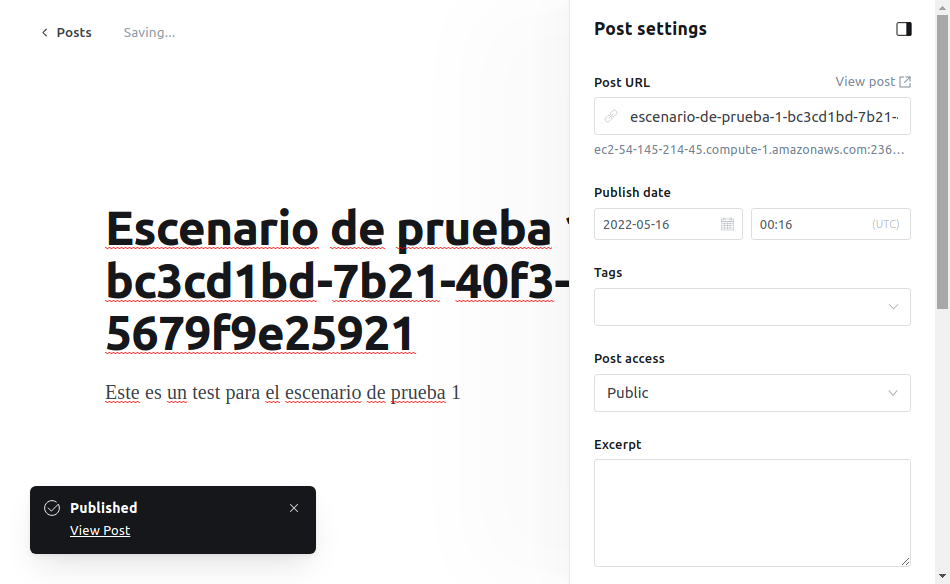 Posts
Saving...
Escenario de prueba
bc3cd1bd-7b21-40f3-
5679f9e25921
Este es un test para el escenario de prueba 1
Published
View Post
Post settings
Post URL
View post
escenario-de-prueba-1-bc3cd1bd-7b21-
ec2-54-145-214-45.compute-1.amazonaws.com:236...
Publish date
2022-05-16
00:16
(UTC)
Tags
Post access
Public
Excerpt